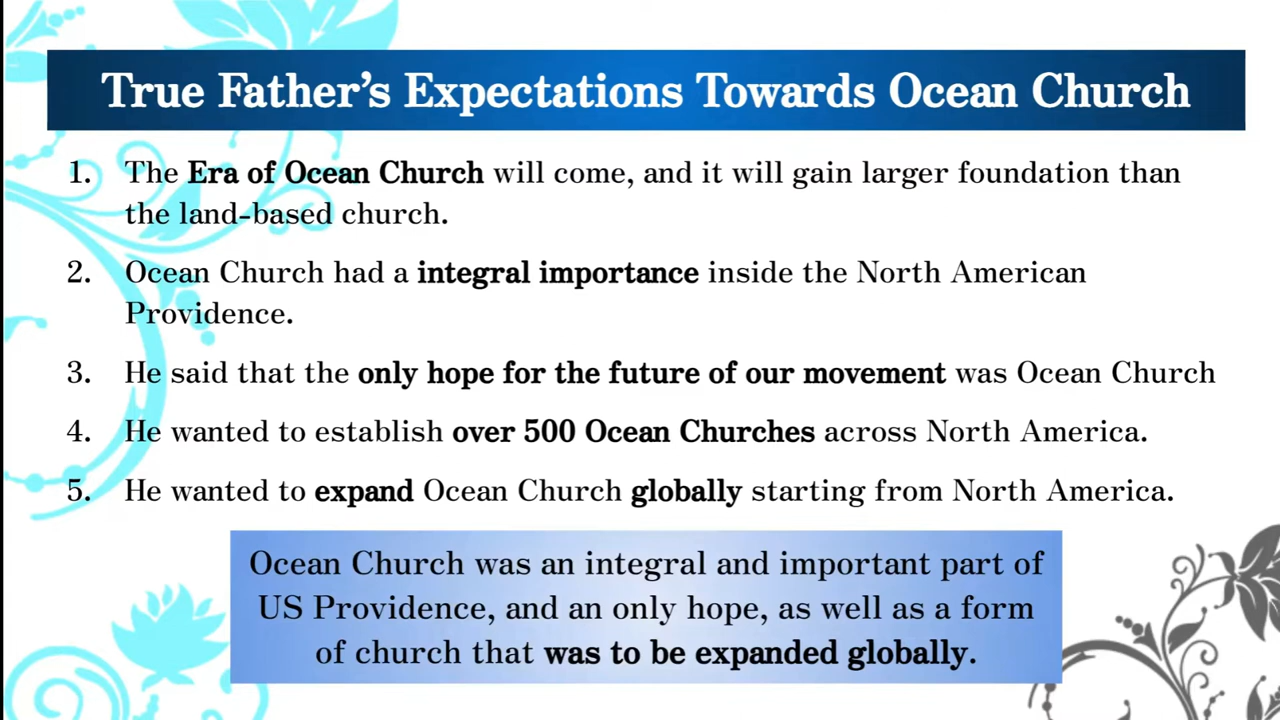 True Father’s Expectations Towards Ocean Church
1. The Era of Ocean Church will come, and it will gain larger foundation than
the land-based church.
2. Ocean Church had a integral importance inside the North American
Providence.
3. He said that the only hope for the future of our movement was Ocean Church
4. He wanted to establish over 500 Ocean Churches across North America.
5. He wanted to expand Ocean Church globally starting from North America.
Ocean Church was an integral and important part of
US Providence, and an only hope, as well as a form
of church that was to be expanded globally.